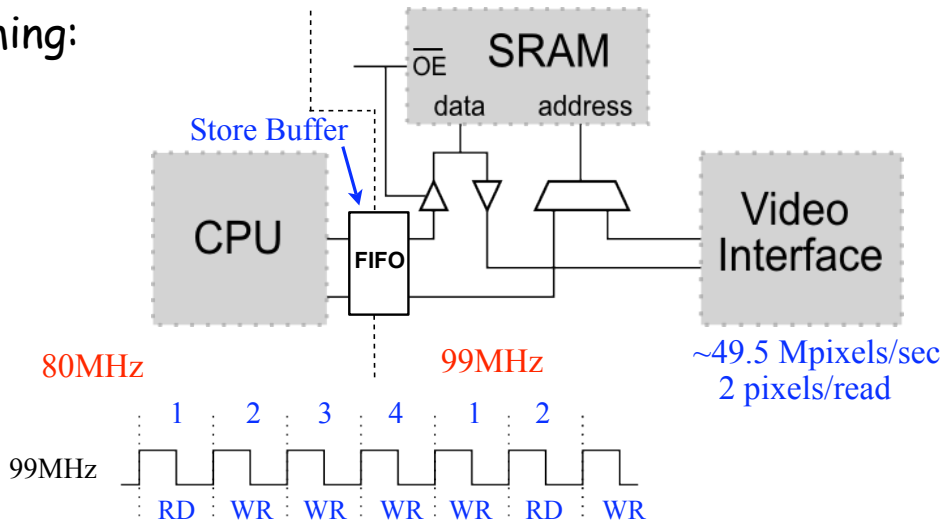 ning:
OE SRAM
data address
Store Buffer
CPU
FIFO
Video
Interface
80MHz
99MHz
~49.5 Mpixels/sec
2 pixels/read
1 2 3 4 1 2
99MHz
RD WR WR WR WR RD WR